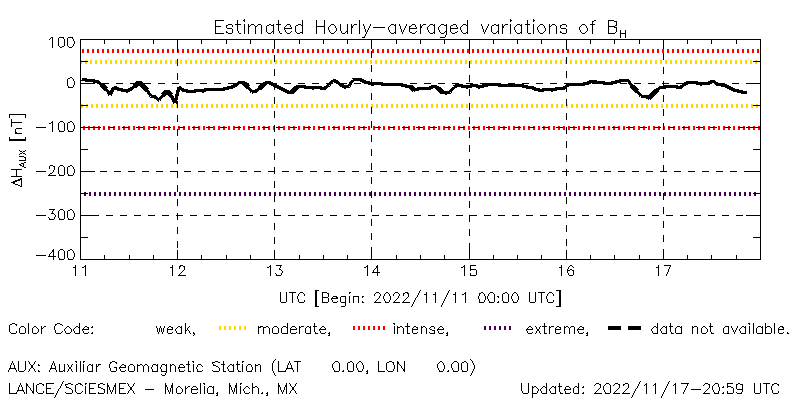 Estimated Hourly-averaged variations of BH
100
0
-100
-200
-300
-400
ΔHAUX [nT]
11 12 13 14 15 16 17
UTC [Begin: 2022/11/11 00:00 UTC]
Color Code: weak, moderate, intense, extreme, data not available.
AUX: Auxiliar Geomagnetic Station (LAT 0.00, LON 0.00)
LANCE/SCiESMEX - Morelia, Mich., MX Updated: 2022/11/17-20:59 UTC